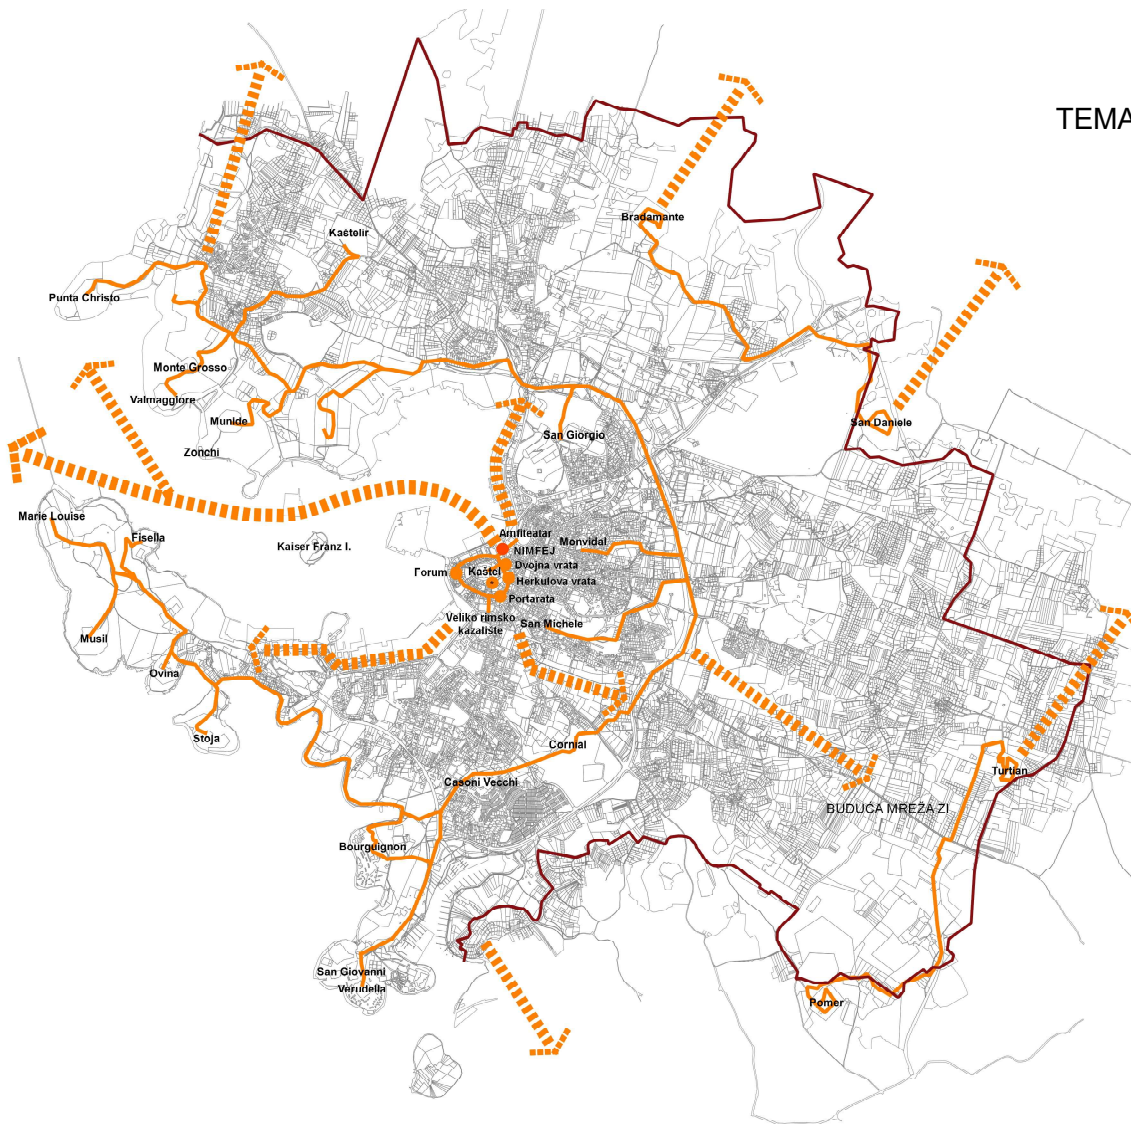 TEMA
Bradamante
Kaštelir
Punta Christo
Monte Grosso
Valmaggiore
Munide
San Daniele
San Giorgio
Zonchi
Marie Louise
Fisella
Amfiteatar
Monvidal
Kaiser Franz I.
NIMFEJ
Dvojna vrata
Forum
Kaštel
Herkulova vrata
Portarata
Veliko rimsko
kazalište
San Michele
Musil
Ovina
Stoja
Cornial
Turtian
Casoni Vecchi
BUDUĆA MREŽA ZI
Bourguignon
San Giovanni
Verudella
Pomer